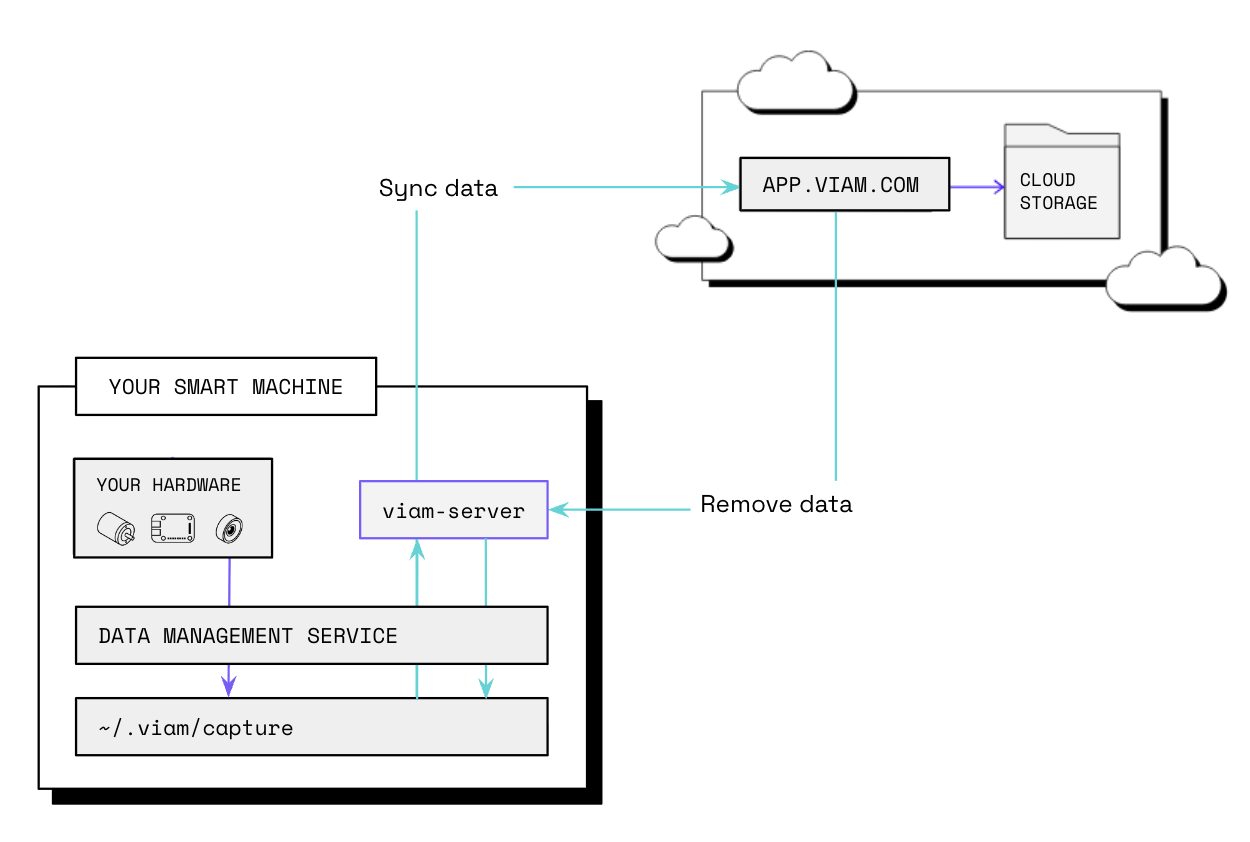 Sync data
APP.VIAM.COM
CLOUD
STORAGE
YOUR SMART MACHINE
YOUR HARDWARE
viam-server
Remove data
DATA MANAGEMENT SERVICE
~/.viam/capture